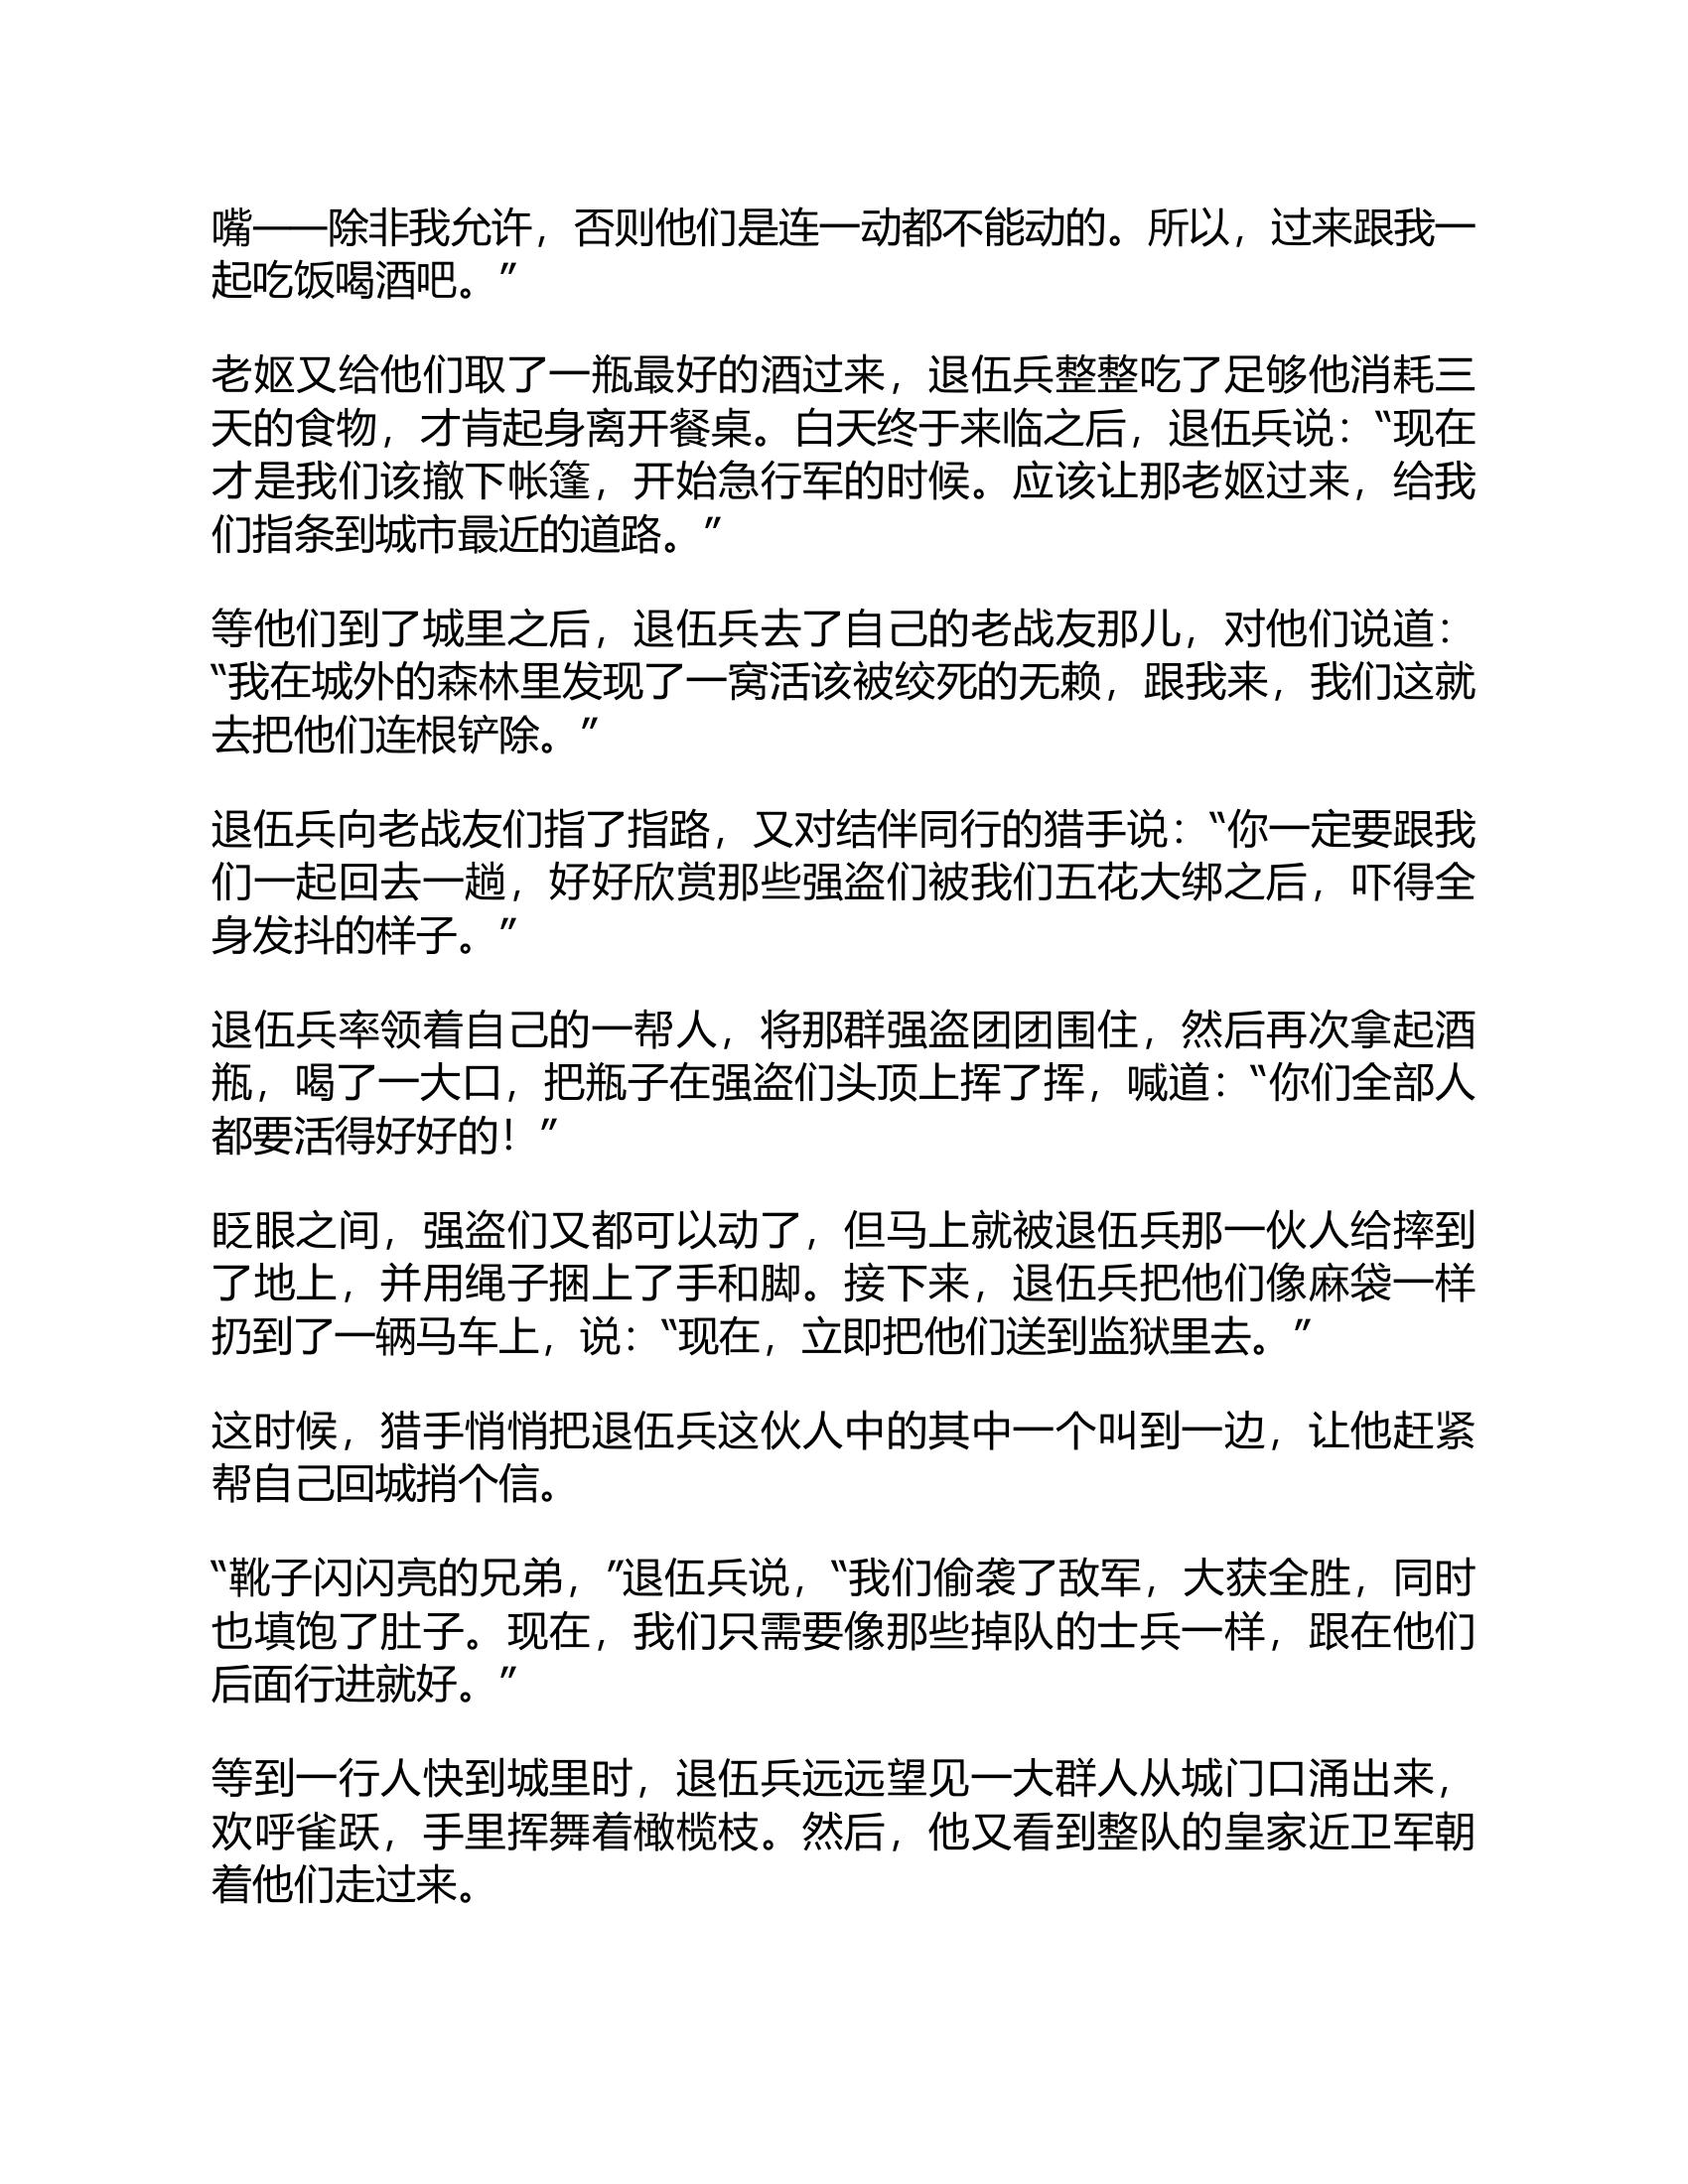 嘴——除非我允许，否则他们是连一动都不能动的。所以，过来跟我一
起吃饭喝酒吧。”
老妪又给他们取了一瓶最好的酒过来，退伍兵整整吃了足够他消耗三
天的食物，才肯起身离开餐桌。白天终于来临之后，退伍兵说：“现在
才是我们该撤下帐篷，开始急行军的时候。应该让那老妪过来，给我
们指条到城市最近的道路。”
等他们到了城里之后，退伍兵去了自己的老战友那儿，对他们说道：
“我在城外的森林里发现了一窝活该被绞死的无赖，跟我来，我们这就
去把他们连根铲除。”
退伍兵向老战友们指了指路，又对结伴同行的猎手说：“你一定要跟我
们一起回去一趟，好好欣赏那些强盗们被我们五花大绑之后，吓得全
身发抖的样子。”
退伍兵率领着自己的一帮人，将那群强盗团团围住，然后再次拿起酒
瓶，喝了一大口，把瓶子在强盗们头顶上挥了挥，喊道：“你们全部人
都要活得好好的！”
眨眼之间，强盗们又都可以动了，但马上就被退伍兵那一伙人给摔到
了地上，并用绳子捆上了手和脚。接下来，退伍兵把他们像麻袋一样
扔到了一辆马车上，说：“现在，立即把他们送到监狱里去。”
这时候，猎手悄悄把退伍兵这伙人中的其中一个叫到一边，让他赶紧
帮自己回城捎个信。
“靴子闪闪亮的兄弟，”退伍兵说，“我们偷袭了敌军，大获全胜，同时
也填饱了肚子。现在，我们只需要像那些掉队的士兵一样，跟在他们
后面行进就好。”
等到一行人快到城里时，退伍兵远远望见一大群人从城门口涌出来，
欢呼雀跃，手里挥舞着橄榄枝。然后，他又看到整队的皇家近卫军朝
着他们走过来。